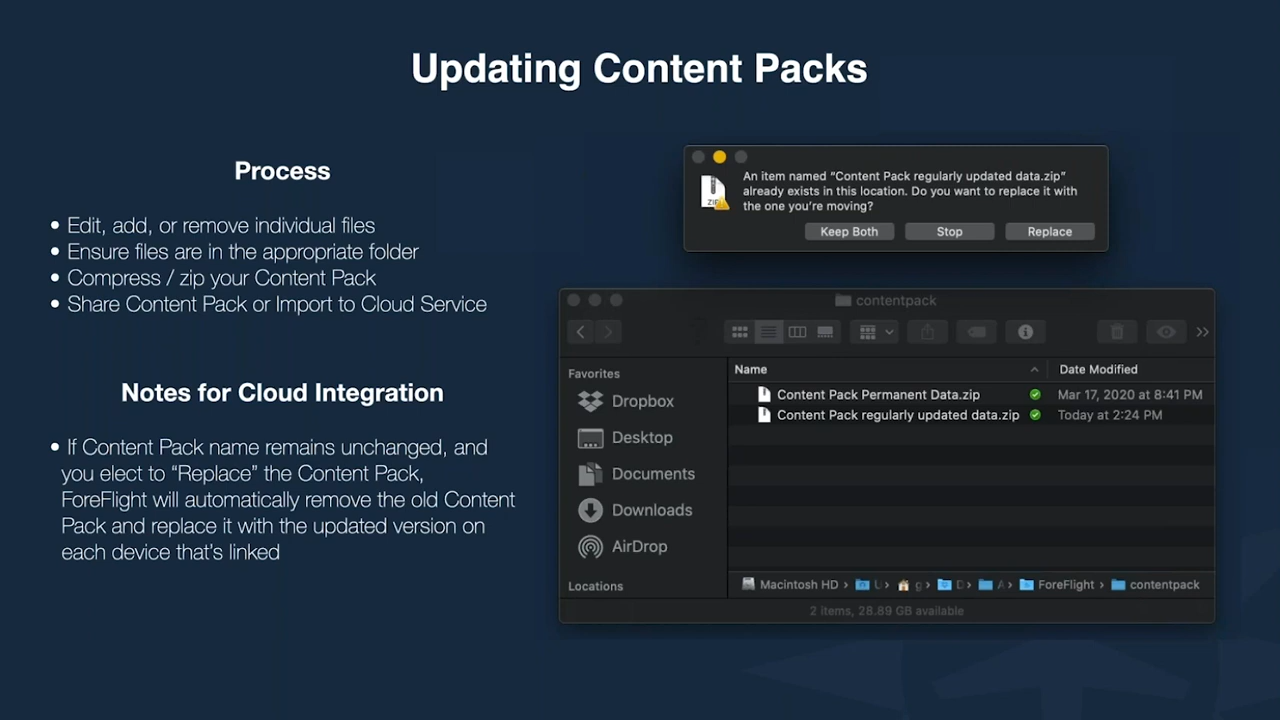 Updating Content Packs
Process
• Edit, add, or remove individual files
• Ensure files are in the appropriate folder
• Compress / zip your Content Pack
• Share Content Pack or Import to Cloud Service
Notes for Cloud Integration
• If Content Pack name remains unchanged, and
you elect to “Replace” the Content Pack,
ForeFlight will automatically remove the old Content
Pack and replace it with the updated version on
each device that’s linked
An item named “Content Pack regularly updated data.zip”
already exists in this location. Do you want to replace it with
the one you’re moving?
Keep Both Stop Replace
contentpack
Favorites
Dropbox
Desktop
Documents
Downloads
AirDrop
Locations
Name Date Modified
Content Pack Permanent Data.zip Mar 17, 2020 at 8:41 PM
Content Pack regularly updated data.zip Today at 2:24 PM
Macintosh HD › U › g › D › A › ForeFlight › contentpack
2 items, 28.89 GB available